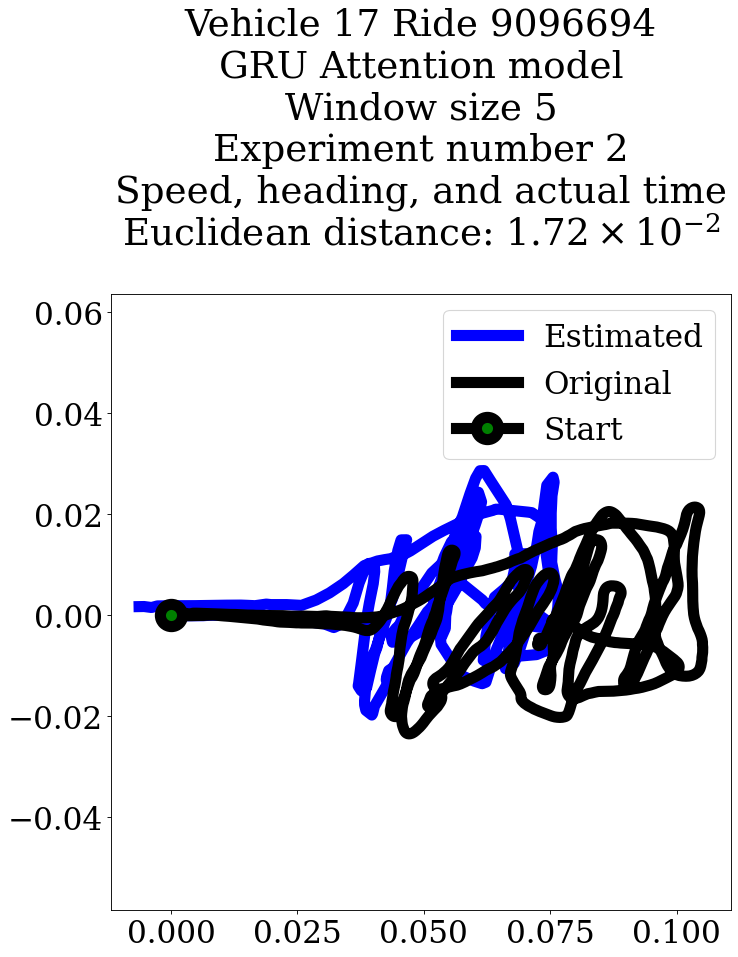 Vehicle 17 Ride 9096694
GRU Attention model
Window size 5
Experiment number 2
Speed, heading, and actual time
Euclidean distance: 1.72 × 10⁻²
Estimated
Original
Start
0.06
0.04
0.02
0.00
−0.02
−0.04
0.000 0.025 0.050 0.075 0.100